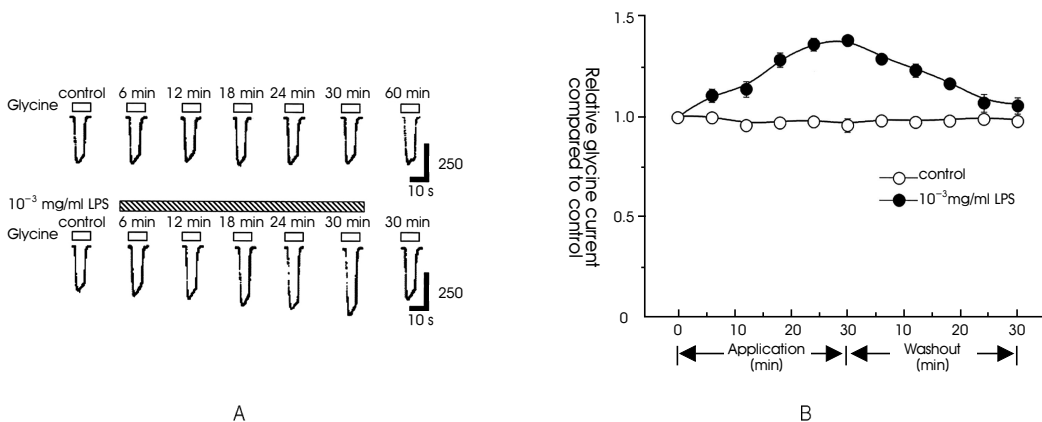 control 6 min 12 min 18 min 24 min 30 min 60 min
Glycine
250
10 s
10⁻³ mg/ml LPS
control 6 min 12 min 18 min 24 min 30 min 30 min
Glycine
250
10 s
A
Relative glycine current
compared to control
1.5
1.0
0.5
0
control
10⁻³mg/ml LPS
0 10 20 30 10 20 30
Application
(min)
Washout
(min)
B